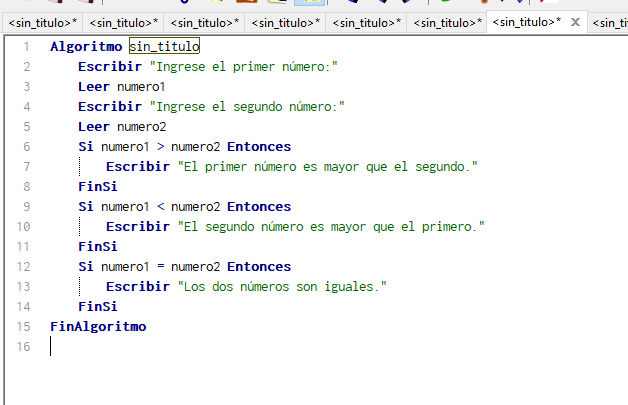 <sin_titulo>* <sin_titulo>* <sin_titulo>* <sin_titulo>* <sin_titulo>* <sin_titulo>* <sin_titulo>* X <sin_tit
1 Algoritmo sin_titulo
2 Escribir "Ingrese el primer número:"
3 Leer numero1
4 Escribir "Ingrese el segundo número:"
5 Leer numero2
6 Si numero1 > numero2 Entonces
7 Escribir "El primer número es mayor que el segundo."
8 FinSi
9 Si numero1 < numero2 Entonces
10 Escribir "El segundo número es mayor que el primero."
11 FinSi
12 Si numero1 = numero2 Entonces
13 Escribir "Los dos números son iguales."
14 FinSi
15 FinAlgoritmo
16